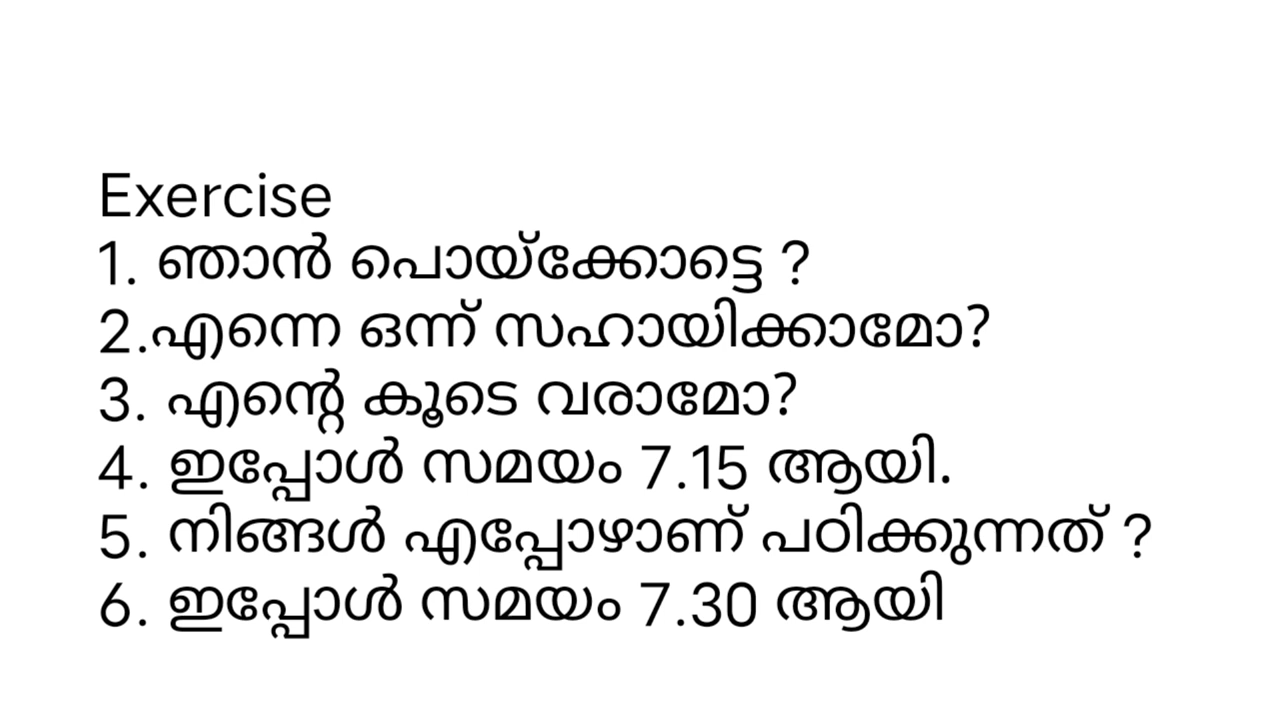 Exercise
1. ഞാൻ പൊയ്ക്കോട്ടെ ?
2.എന്നെ ഒന്ന് സഹായിക്കാമോ?
3. എന്റെ കൂടെ വരാമോ?
4. ഇപ്പോൾ സമയം 7.15 ആയി.
5. നിങ്ങൾ എപ്പോഴാണ് പഠിക്കുന്നത് ?
6. ഇപ്പോൾ സമയം 7.30 ആയി